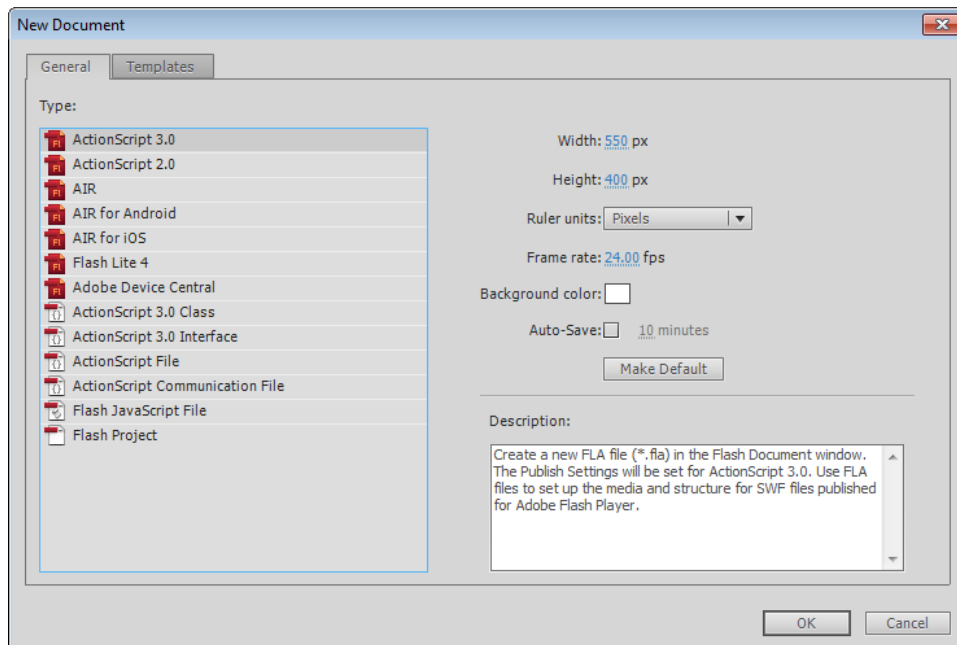 New Document
General
Templates
Type:
ActionScript 3.0
ActionScript 2.0
AIR
AIR for Android
AIR for iOS
Flash Lite 4
Adobe Device Central
ActionScript 3.0 Class
ActionScript 3.0 Interface
ActionScript File
ActionScript Communication File
Flash JavaScript File
Flash Project
Width: 550 px
Height: 400 px
Ruler units: Pixels
Frame rate: 24.00 fps
Background color:
Auto-Save: 10 minutes
Make Default
Description:
Create a new FLA file (*.fla) in the Flash Document window.
The Publish Settings will be set for ActionScript 3.0. Use FLA
files to set up the media and structure for SWF files published
for Adobe Flash Player.
OK
Cancel